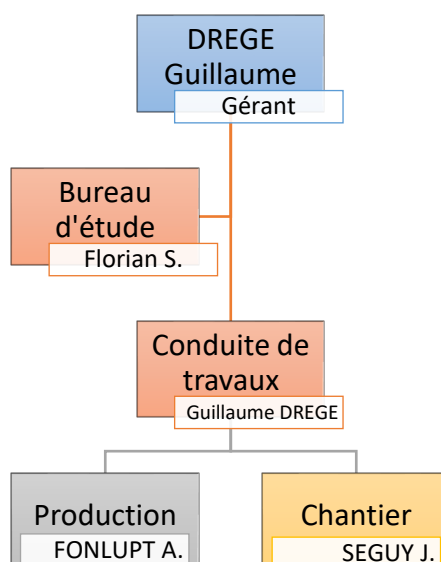 DREGE
Guillaume
Gérant
Bureau
d'étude
Florian S.
Conduite de
travaux
Guillaume DREGE
Production
FONLUPT A.
Chantier
SEGUY J.